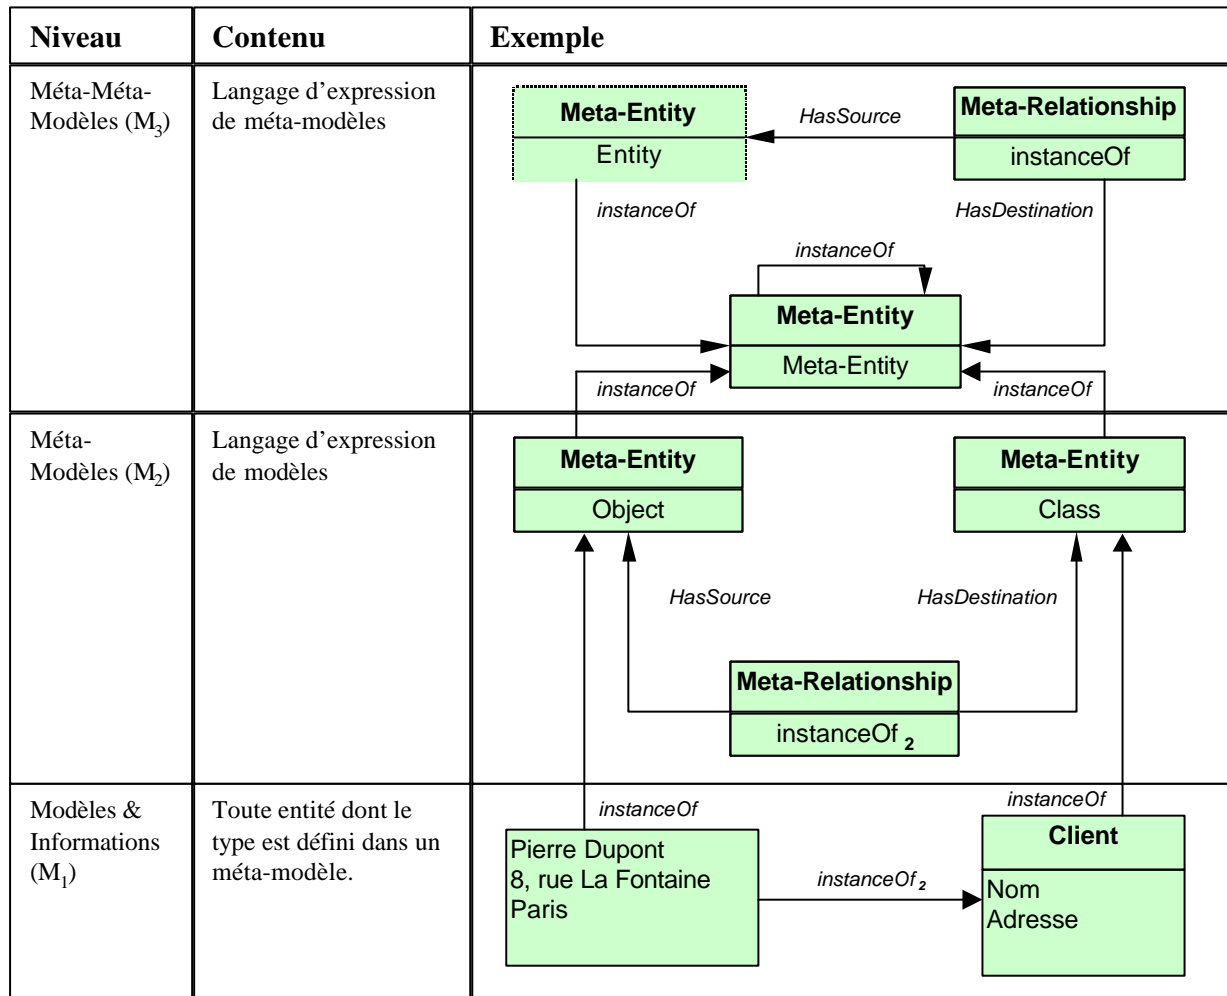 Niveau
Contenu
Exemple
Méta-Méta-
Modèles (M3)
Langage d’expression
de méta-modèles
Meta-Entity
Entity
HasSource
Meta-Relationship
instanceOf
instanceOf
HasDestination
instanceOf
Meta-Entity
Meta-Entity
instanceOf
instanceOf
Méta-
Modèles (M2)
Langage d’expression
de modèles
Meta-Entity
Object
Meta-Entity
Class
HasSource
HasDestination
Meta-Relationship
instanceOf 2
Modèles &
Informations
(M1)
Toute entité dont le
type est défini dans un
méta-modèle.
instanceOf
instanceOf
Pierre Dupont
8, rue La Fontaine
Paris
instanceOf 2
Client
Nom
Adresse